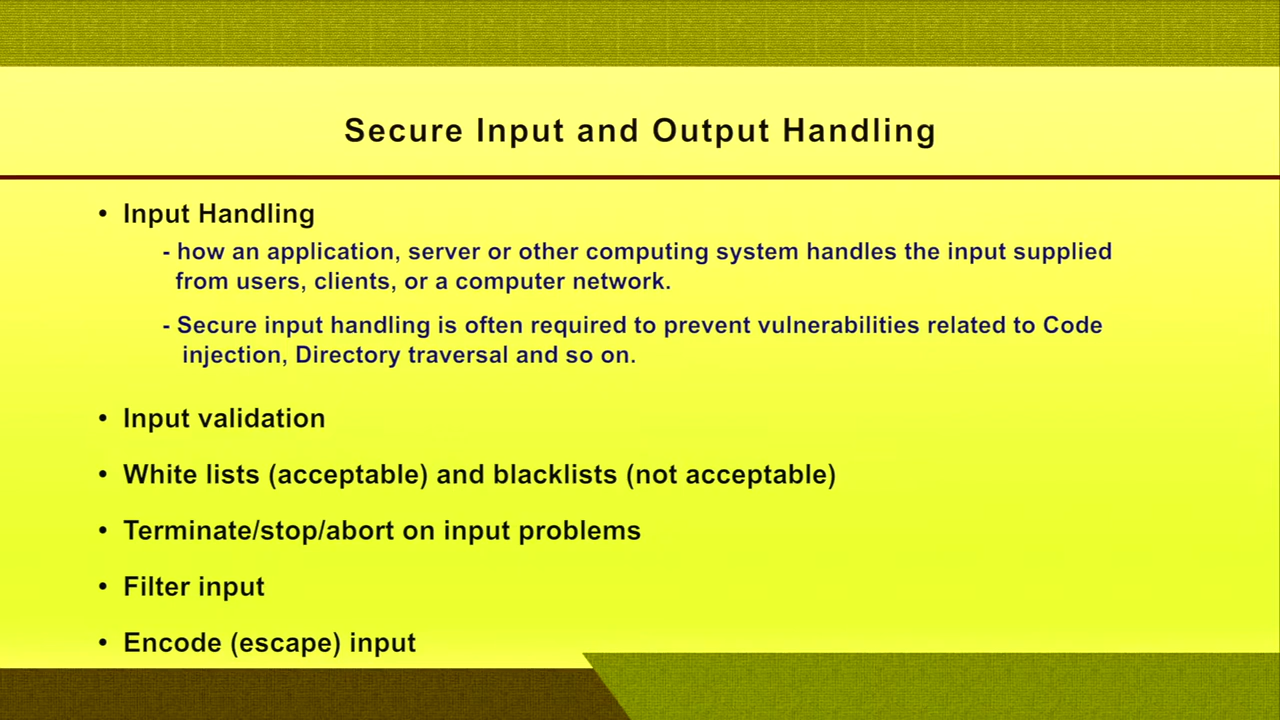 Secure Input and Output Handling
• Input Handling
- how an application, server or other computing system handles the input supplied
from users, clients, or a computer network.
- Secure input handling is often required to prevent vulnerabilities related to Code
injection, Directory traversal and so on.
• Input validation
• White lists (acceptable) and blacklists (not acceptable)
• Terminate/stop/abort on input problems
• Filter input
• Encode (escape) input